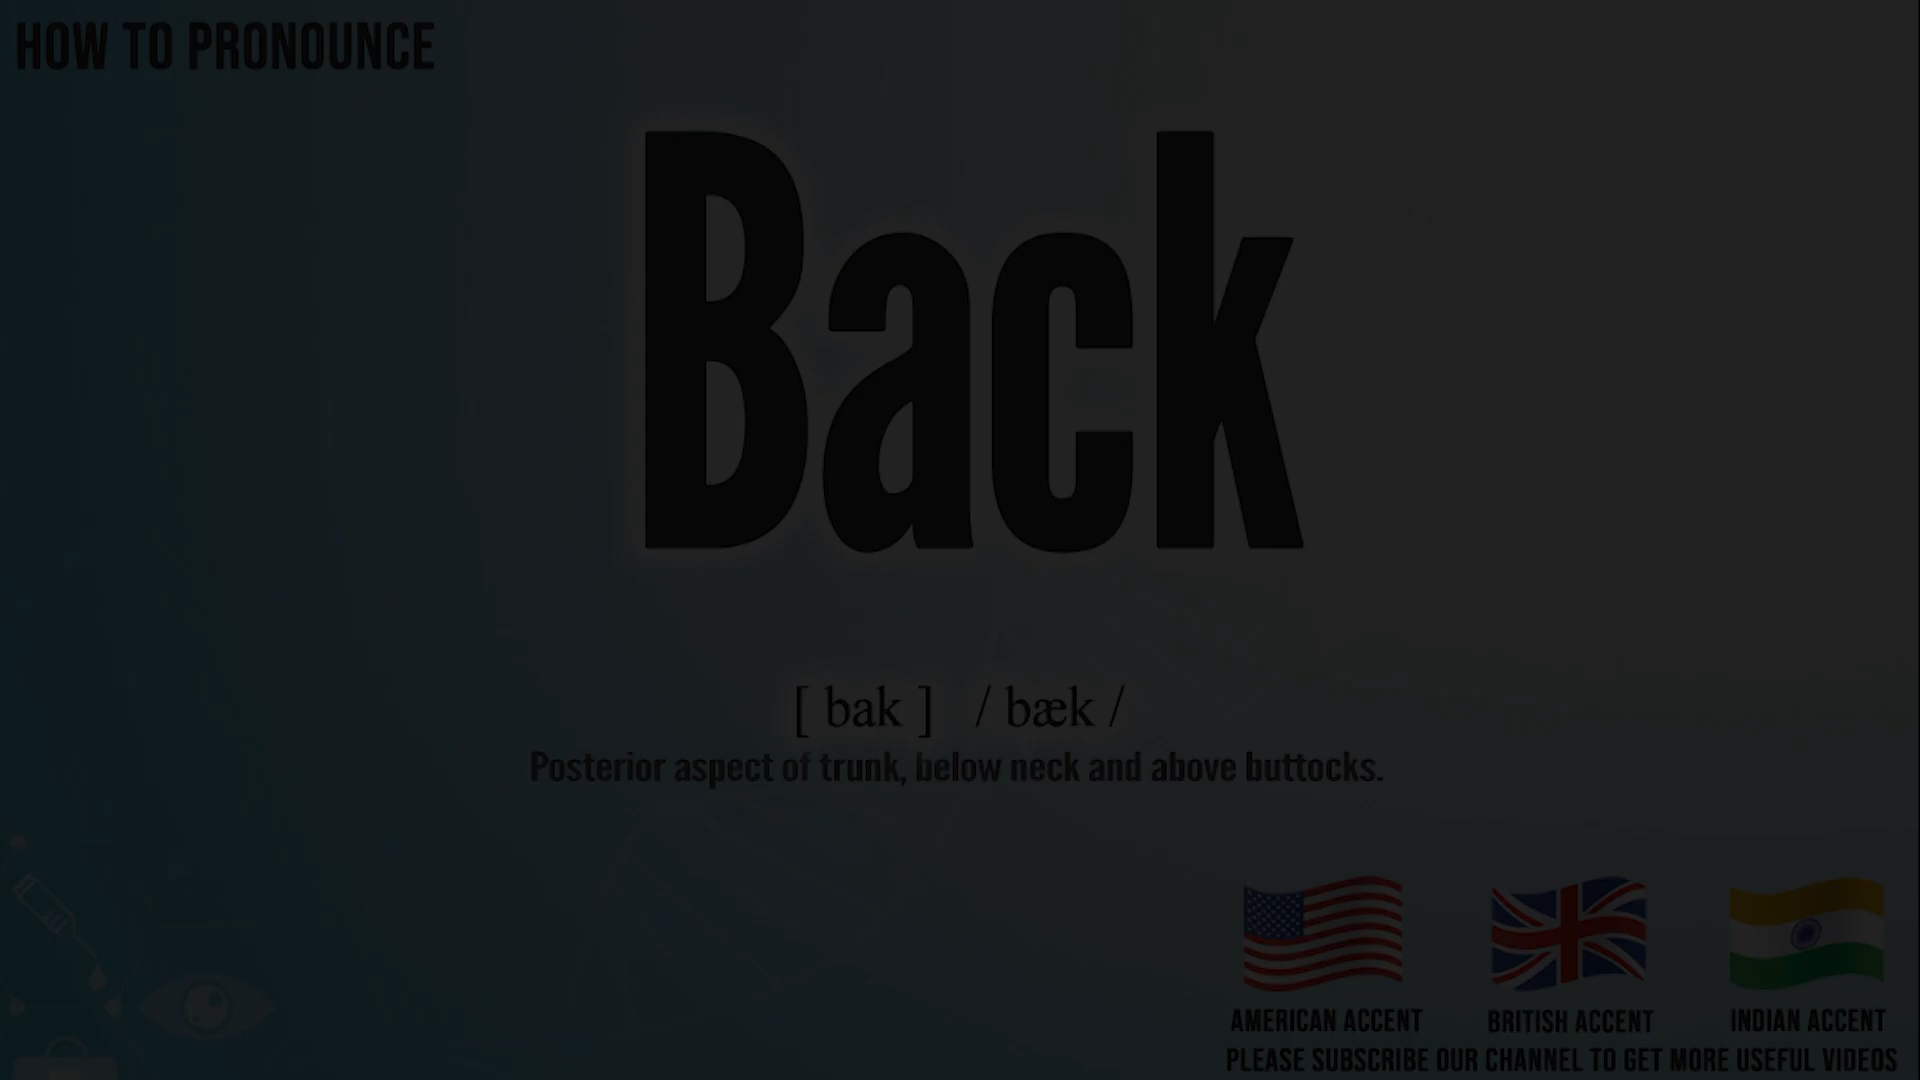 HOW TO PRONOUNCE
Back
[ bak ] / bæk /
Posterior aspect of trunk, below neck and above buttocks.
AMERICAN ACCENT BRITISH ACCENT INDIAN ACCENT
PLEASE SUBSCRIBE OUR CHANNEL TO GET MORE USEFUL VIDEOS